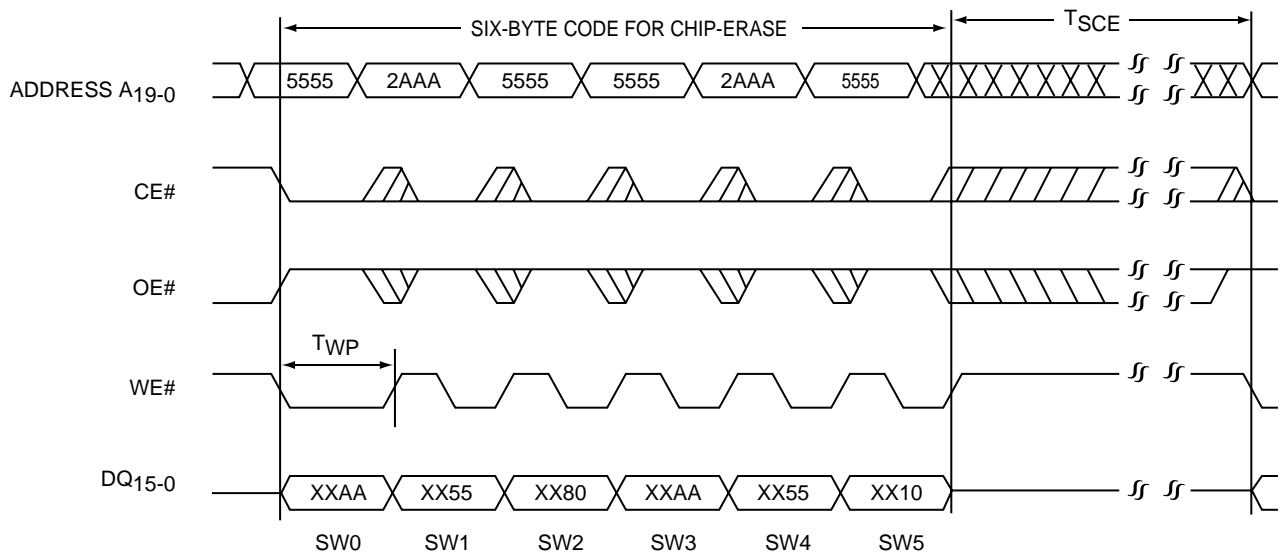 SIX-BYTE CODE FOR CHIP-ERASE
TSCE
ADDRESS A19-0
5555 2AAA 5555 5555 2AAA 5555
CE#
OE#
TWP
WE#
DQ15-0
XXAA XX55 XX80 XXAA XX55 XX10
SW0 SW1 SW2 SW3 SW4 SW5